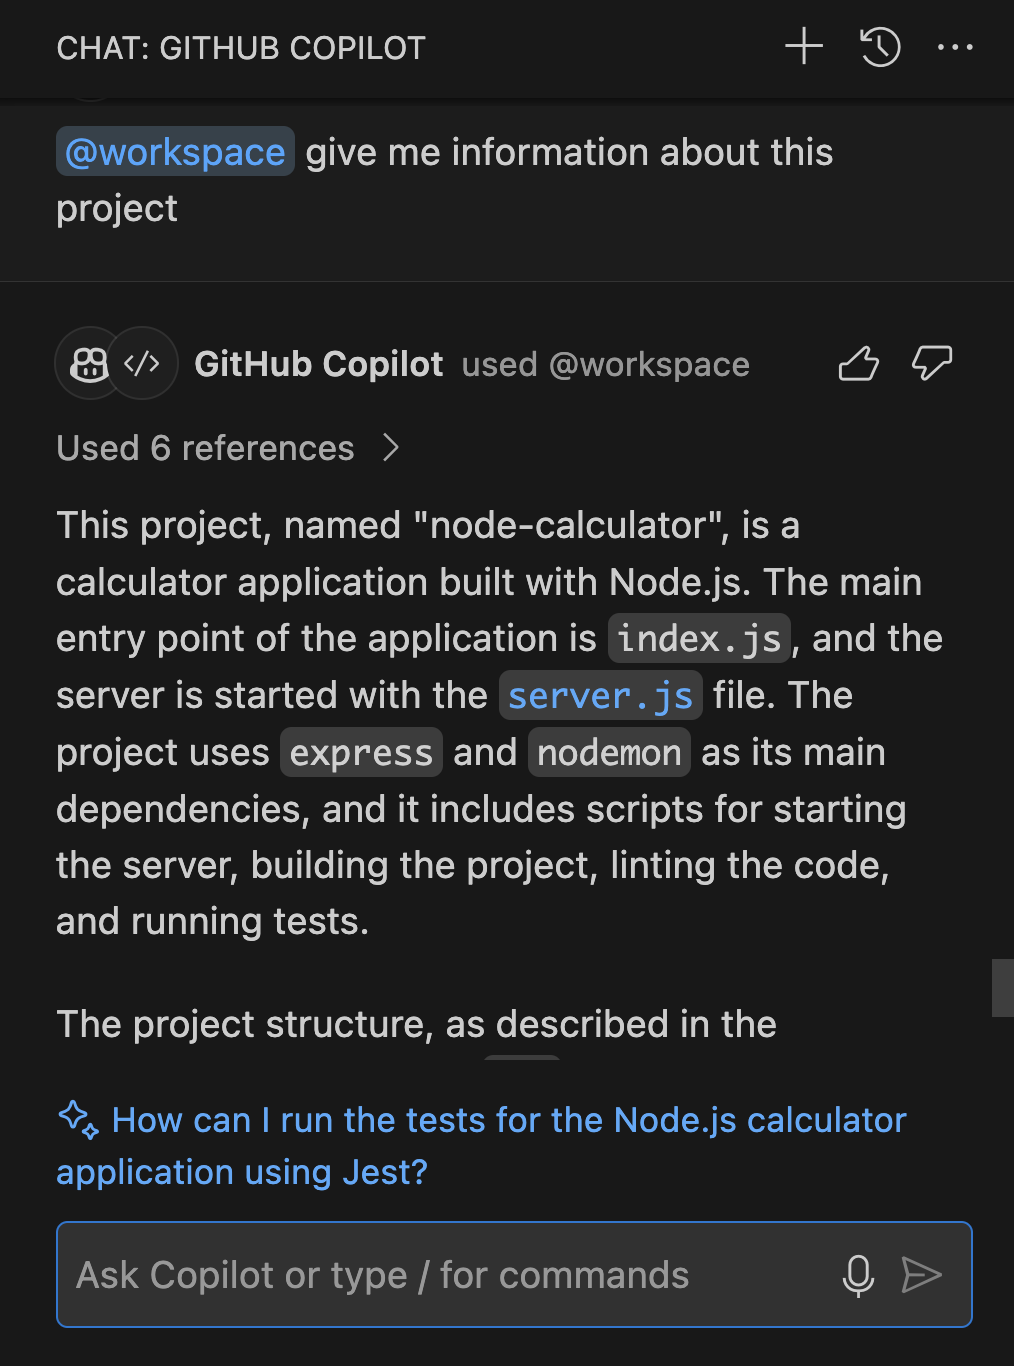 CHAT: GITHUB COPILOT
@workspace give me information about this
project
</> GitHub Copilot used @workspace
Used 6 references >
This project, named "node-calculator", is a
calculator application built with Node.js. The main
entry point of the application is index.js, and the
server is started with the server.js file. The
project uses express and nodemon as its main
dependencies, and it includes scripts for starting
the server, building the project, linting the code,
and running tests.
The project structure, as described in the
How can I run the tests for the Node.js calculator
application using Jest?
Ask Copilot or type / for commands